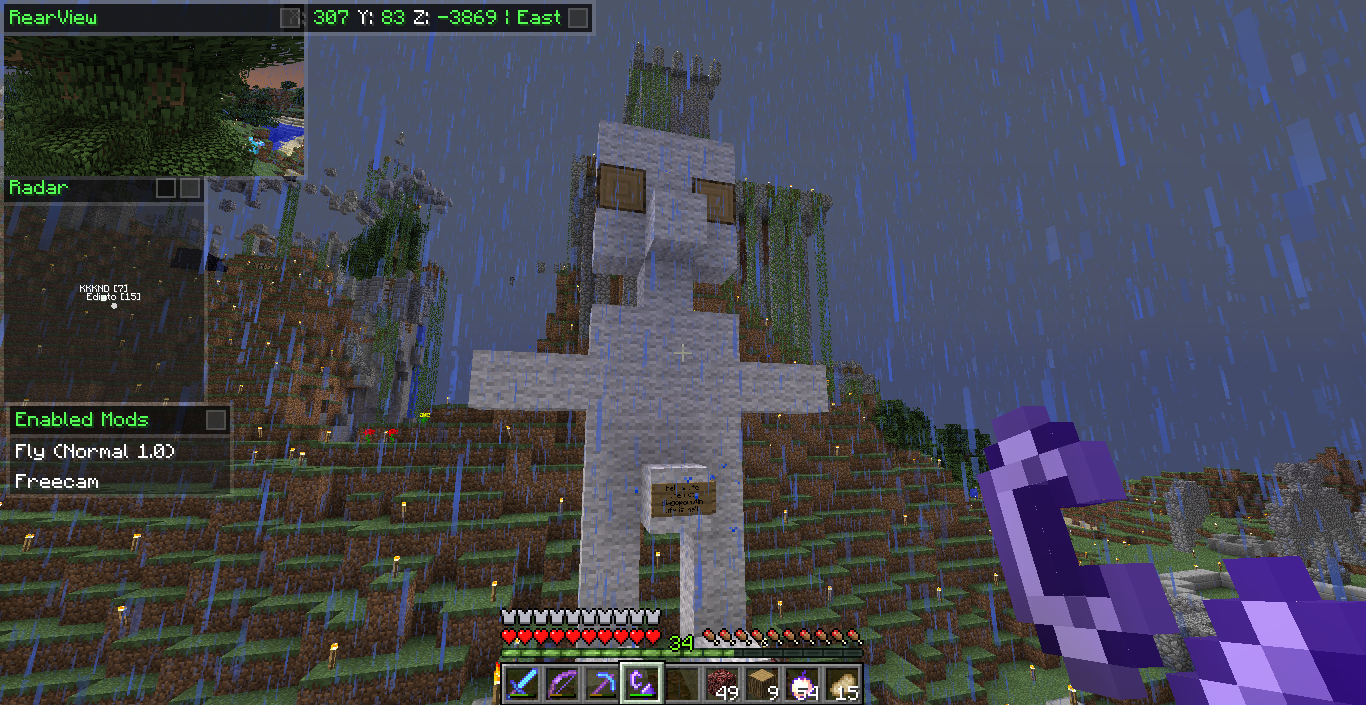 RearView
X: 307 Y: 83 Z: -3869 | East
Radar
KKKND [7]
[15]
Enabled Mods
Fly (Normal 1.0)
Freecam
34
49 9 64 15